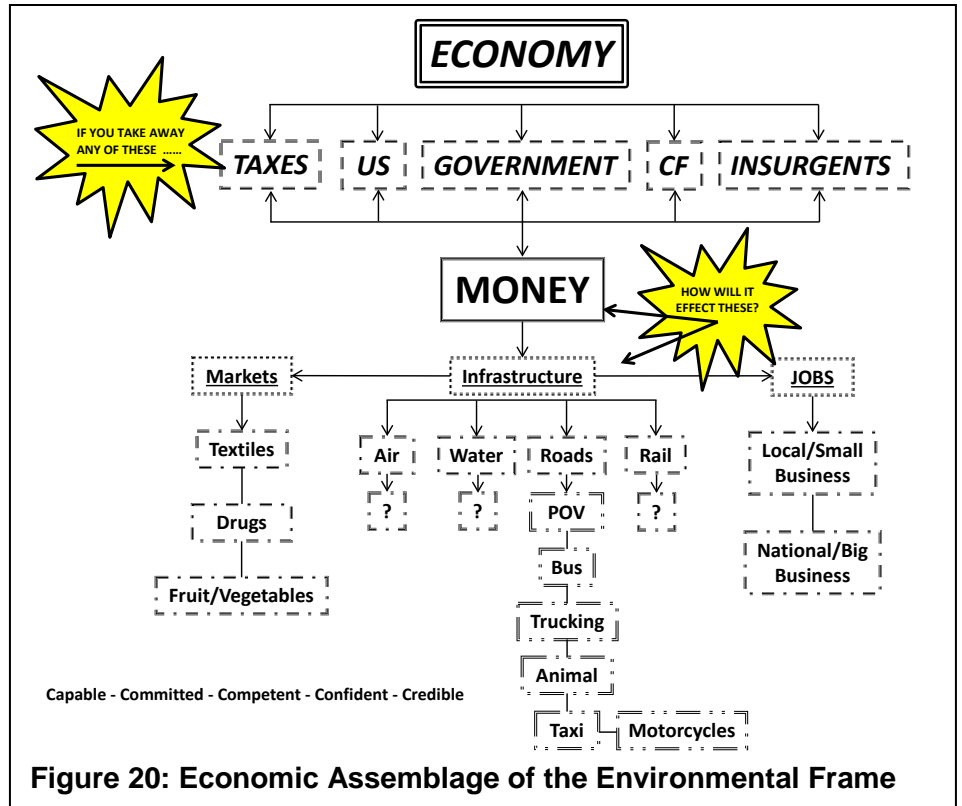 ECONOMY
IF YOU TAKE AWAY
ANY OF THESE ......
TAXES
US
GOVERNMENT
CF
INSURGENTS
MONEY
HOW WILL IT
EFFECT THESE?
Markets
Infrastructure
JOBS
Textiles
Air
Water
Roads
Rail
Local/Small
Business
?
?
POV
?
Drugs
Bus
National/Big
Business
Fruit/Vegetables
Trucking
Animal
Capable - Committed - Competent - Confident - Credible
Taxi
Motorcycles
Figure 20: Economic Assemblage of the Environmental Frame